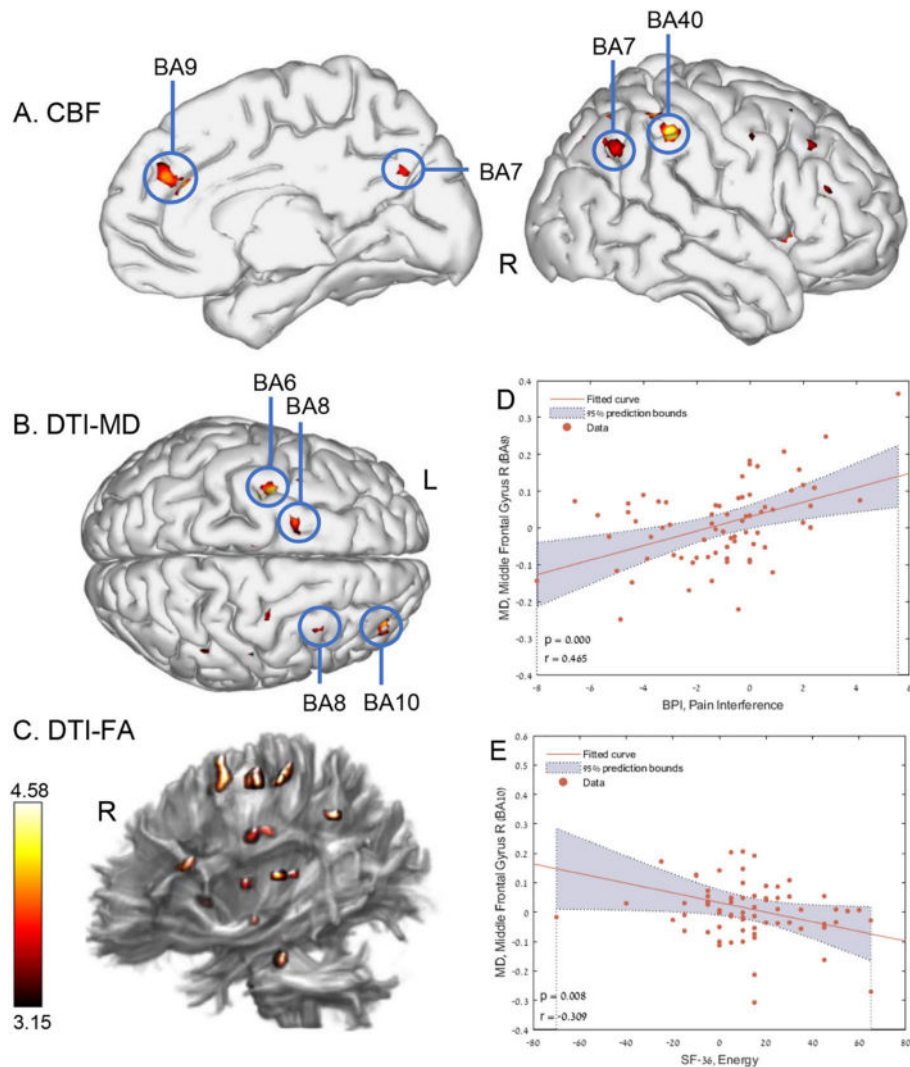 A. CBF
BA9
BA7
BA7
BA40
R
B. DTI-MD
BA6
BA8
L
BA8
BA10
C. DTI-FA
R
4.58
3.15
D
Fitted curve
95% prediction bounds
Data
MD, Middle Frontal Gyrus R (BA8)
0.4
0.3
0.2
0.1
0
-0.1
-0.2
-0.3
-0.4
p = 0.000
r = 0.465
-8 -6 -4 -2 0 2 4 6
BPI, Pain Interference
E
Fitted curve
95% prediction bounds
Data
MD, Middle Frontal Gyrus R (BA10)
0.6
0.5
0.4
0.3
0.2
0.1
0
-0.1
-0.2
-0.3
-0.4
p = 0.008
r = -0.309
-80 -60 -40 -20 0 20 40 60 80
SF-36, Energy